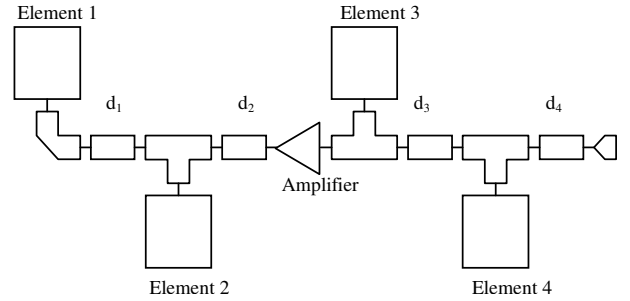 Element 1
Element 3
d₁
d₂
d₃
d₄
Amplifier
Element 2
Element 4